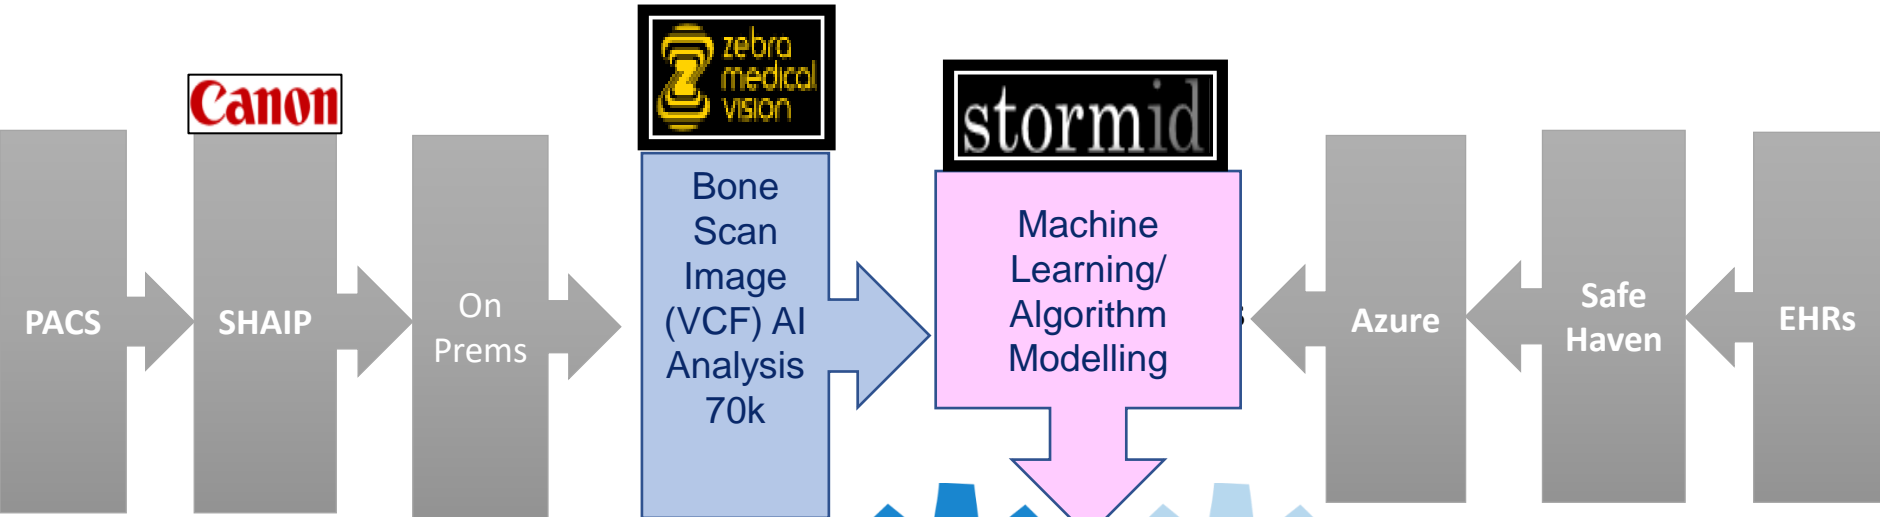 Canon
zebra
medical
vision
stormid
PACS
SHAIP
On
Prems
Bone
Scan
Image
(VCF) AI
Analysis
70k
Machine
Learning/
Algorithm
Modelling
Azure
Safe
Haven
EHRs